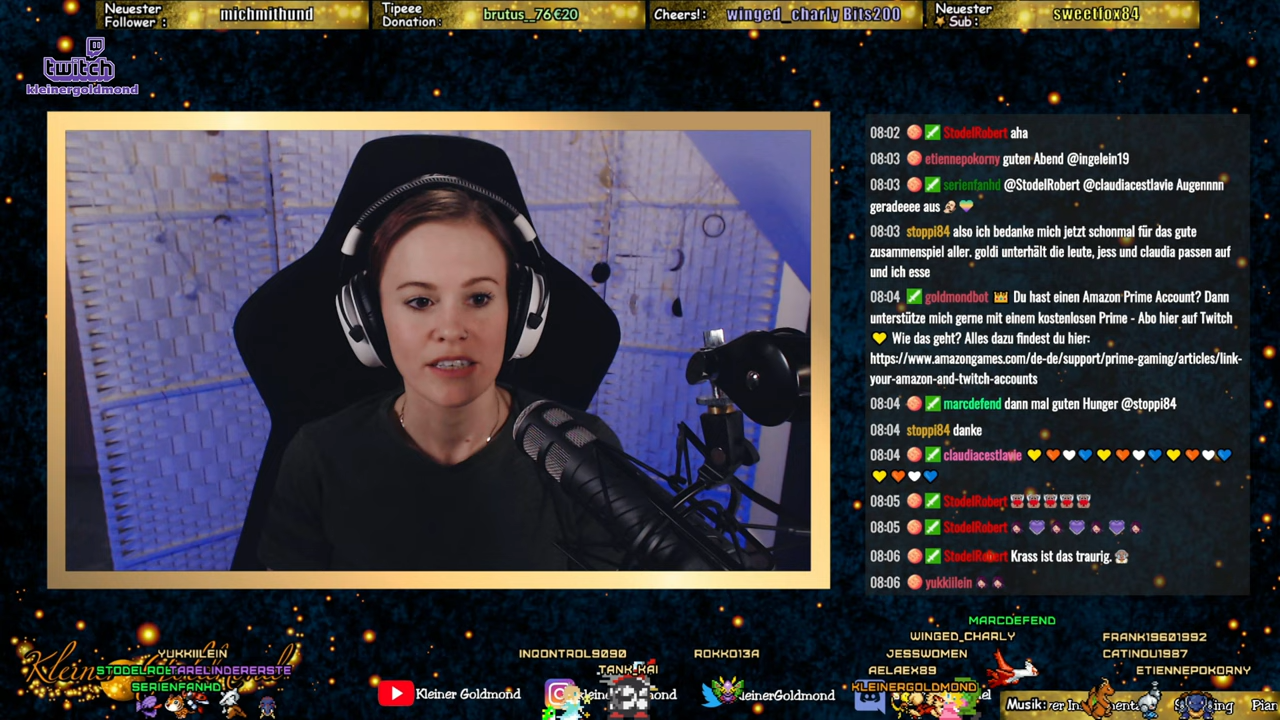 Neuester Follower :
michmithund
Tipeee Donation:
brutus_76 €20
Cheers!:
winged_charly Bits200
Neuester Sub :
sweetfox84
twitch
kleinergoldmond
08:02 StodelRobert aha
08:03 etiennepokorny guten Abend @ingelein19
08:03 serienfanhd @StodelRobert @claudiacestlavie Augennnn
geradeeee aus
08:03 stoppi84 also ich bedanke mich jetzt schonmal für das gute
zusammenspiel aller. goldi unterhält die leute, jess und claudia passen auf
und ich esse
08:04 goldmondbot Du hast einen Amazon Prime Account? Dann
unterstütze mich gerne mit einem kostenlosen Prime - Abo hier auf Twitch
Wie das geht? Alles dazu findest du hier:
https://www.amazongames.com/de-de/support/prime-gaming/articles/link-
your-amazon-and-twitch-accounts
08:04 marcdefend dann mal guten Hunger @stoppi84
08:04 stoppi84 danke
08:04 claudiacestlavie
08:05 StodelRobert
08:05 StodelRobert
08:06 StodelRobert Krass ist das traurig.
08:06 yukkiilein
MARCDEFEND
WINGED_CHARLY
FRANK19601992
YUKKIILEIN
INGONTROL9090
ROKKO13A
JESSWOMEN
CATINOU1987
TANK_KAI
AELAEX89
ETIENNEPOKORNY
SERIENFANHD
KLEINERGOLDMOND
Kleiner Goldmond
Musik: